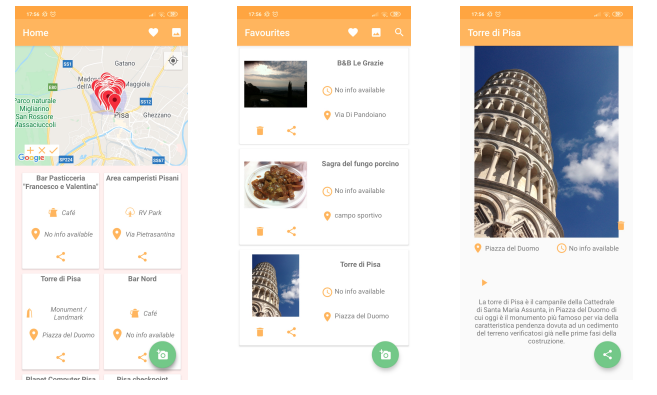 17:56
Home
SS1
Gatano
Madonna
dell'A
Maggiola
Parco naturale
Migliarino
San Rossore
Massaciuccoli
SS12
Pisa
Ghezzano
Google
SP224
SS67
Bar Pasticceria
"Francesco e Valentina"
Café
No info available
Area camperisti Pisani
RV Park
Via Pietrasantina
Torre di Pisa
Monument /
Landmark
Piazza del Duomo
Bar Nord
Café
No info available
Planet Computer Pisa
Pisa checkpoint
17:56
Favourites
B&B Le Grazie
No info available
Via Di Pandoiano
Sagra del fungo porcino
No info available
campo sportivo
Torre di Pisa
No info available
Piazza del Duomo
17:56
Torre di Pisa
Piazza del Duomo
No info available
La torre di Pisa è il campanile della Cattedrale
di Santa Maria Assunta, in Piazza del Duomo di
cui oggi è il monumento più famoso per via della
caratteristica pendenza dovuta ad un cedimento
del terreno verificatosi già nelle prime fasi della
costruzione.